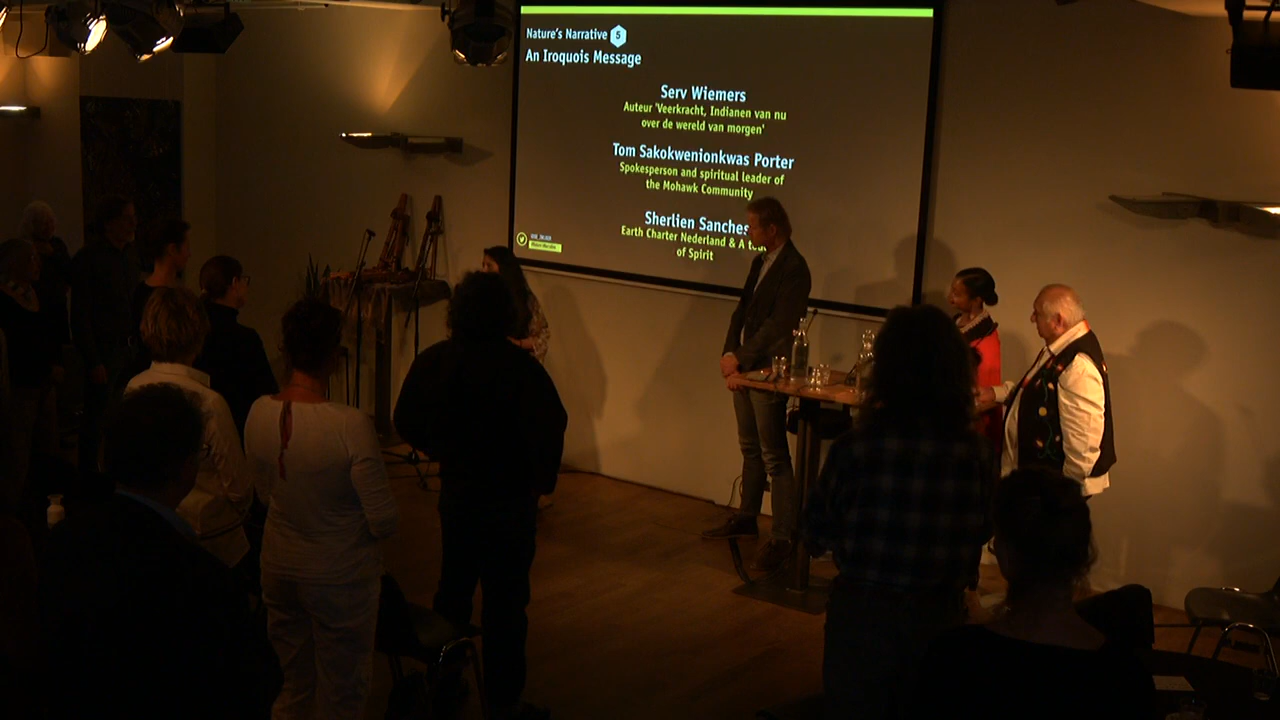 Nature's Narrative 5
An Iroquois Message
Serv Wiemers
Auteur 'Veerkracht, Indianen van nu
over de wereld van morgen'
Tom Sakokwenionkwas Porter
Spokesperson and spiritual leader of
the Mohawk Community
Sherlien Sanches
Earth Charter Nederland & A
of Spirit